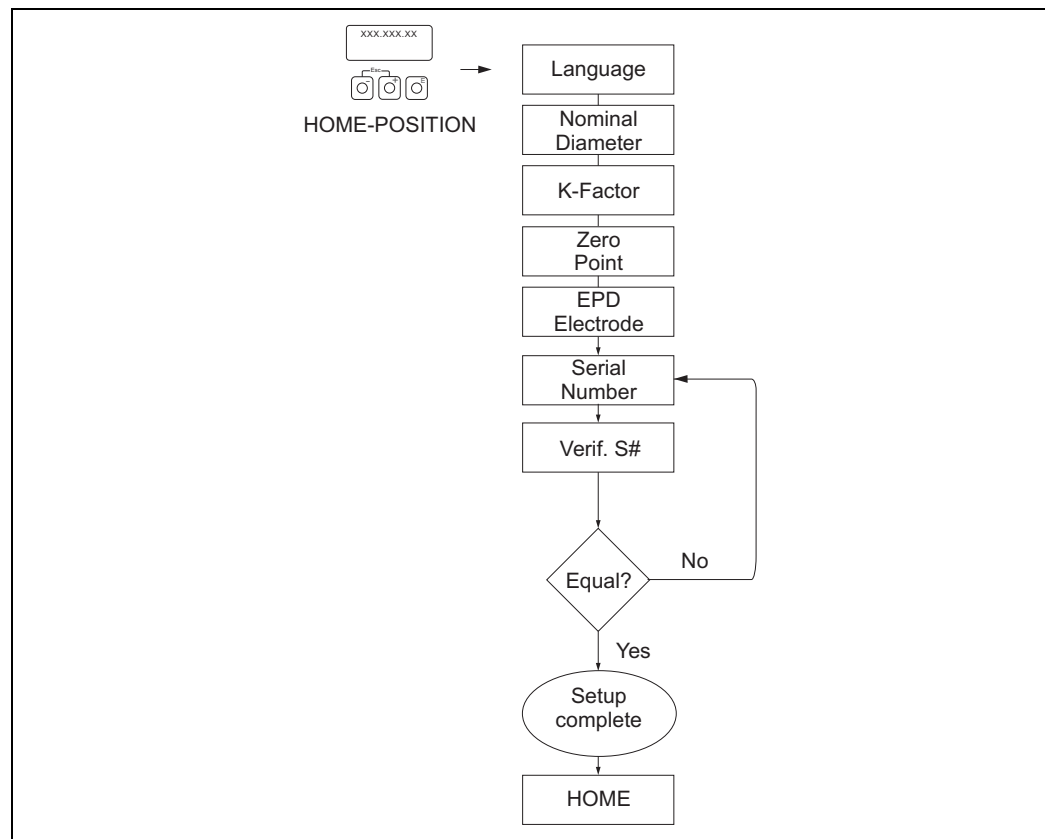 xxx.xxx.xx
Esc
-
+
E
HOME-POSITION
Language
Nominal
Diameter
K-Factor
Zero
Point
EPD
Electrode
Serial
Number
Verif. S#
Equal?
No
Yes
Setup
complete
HOME